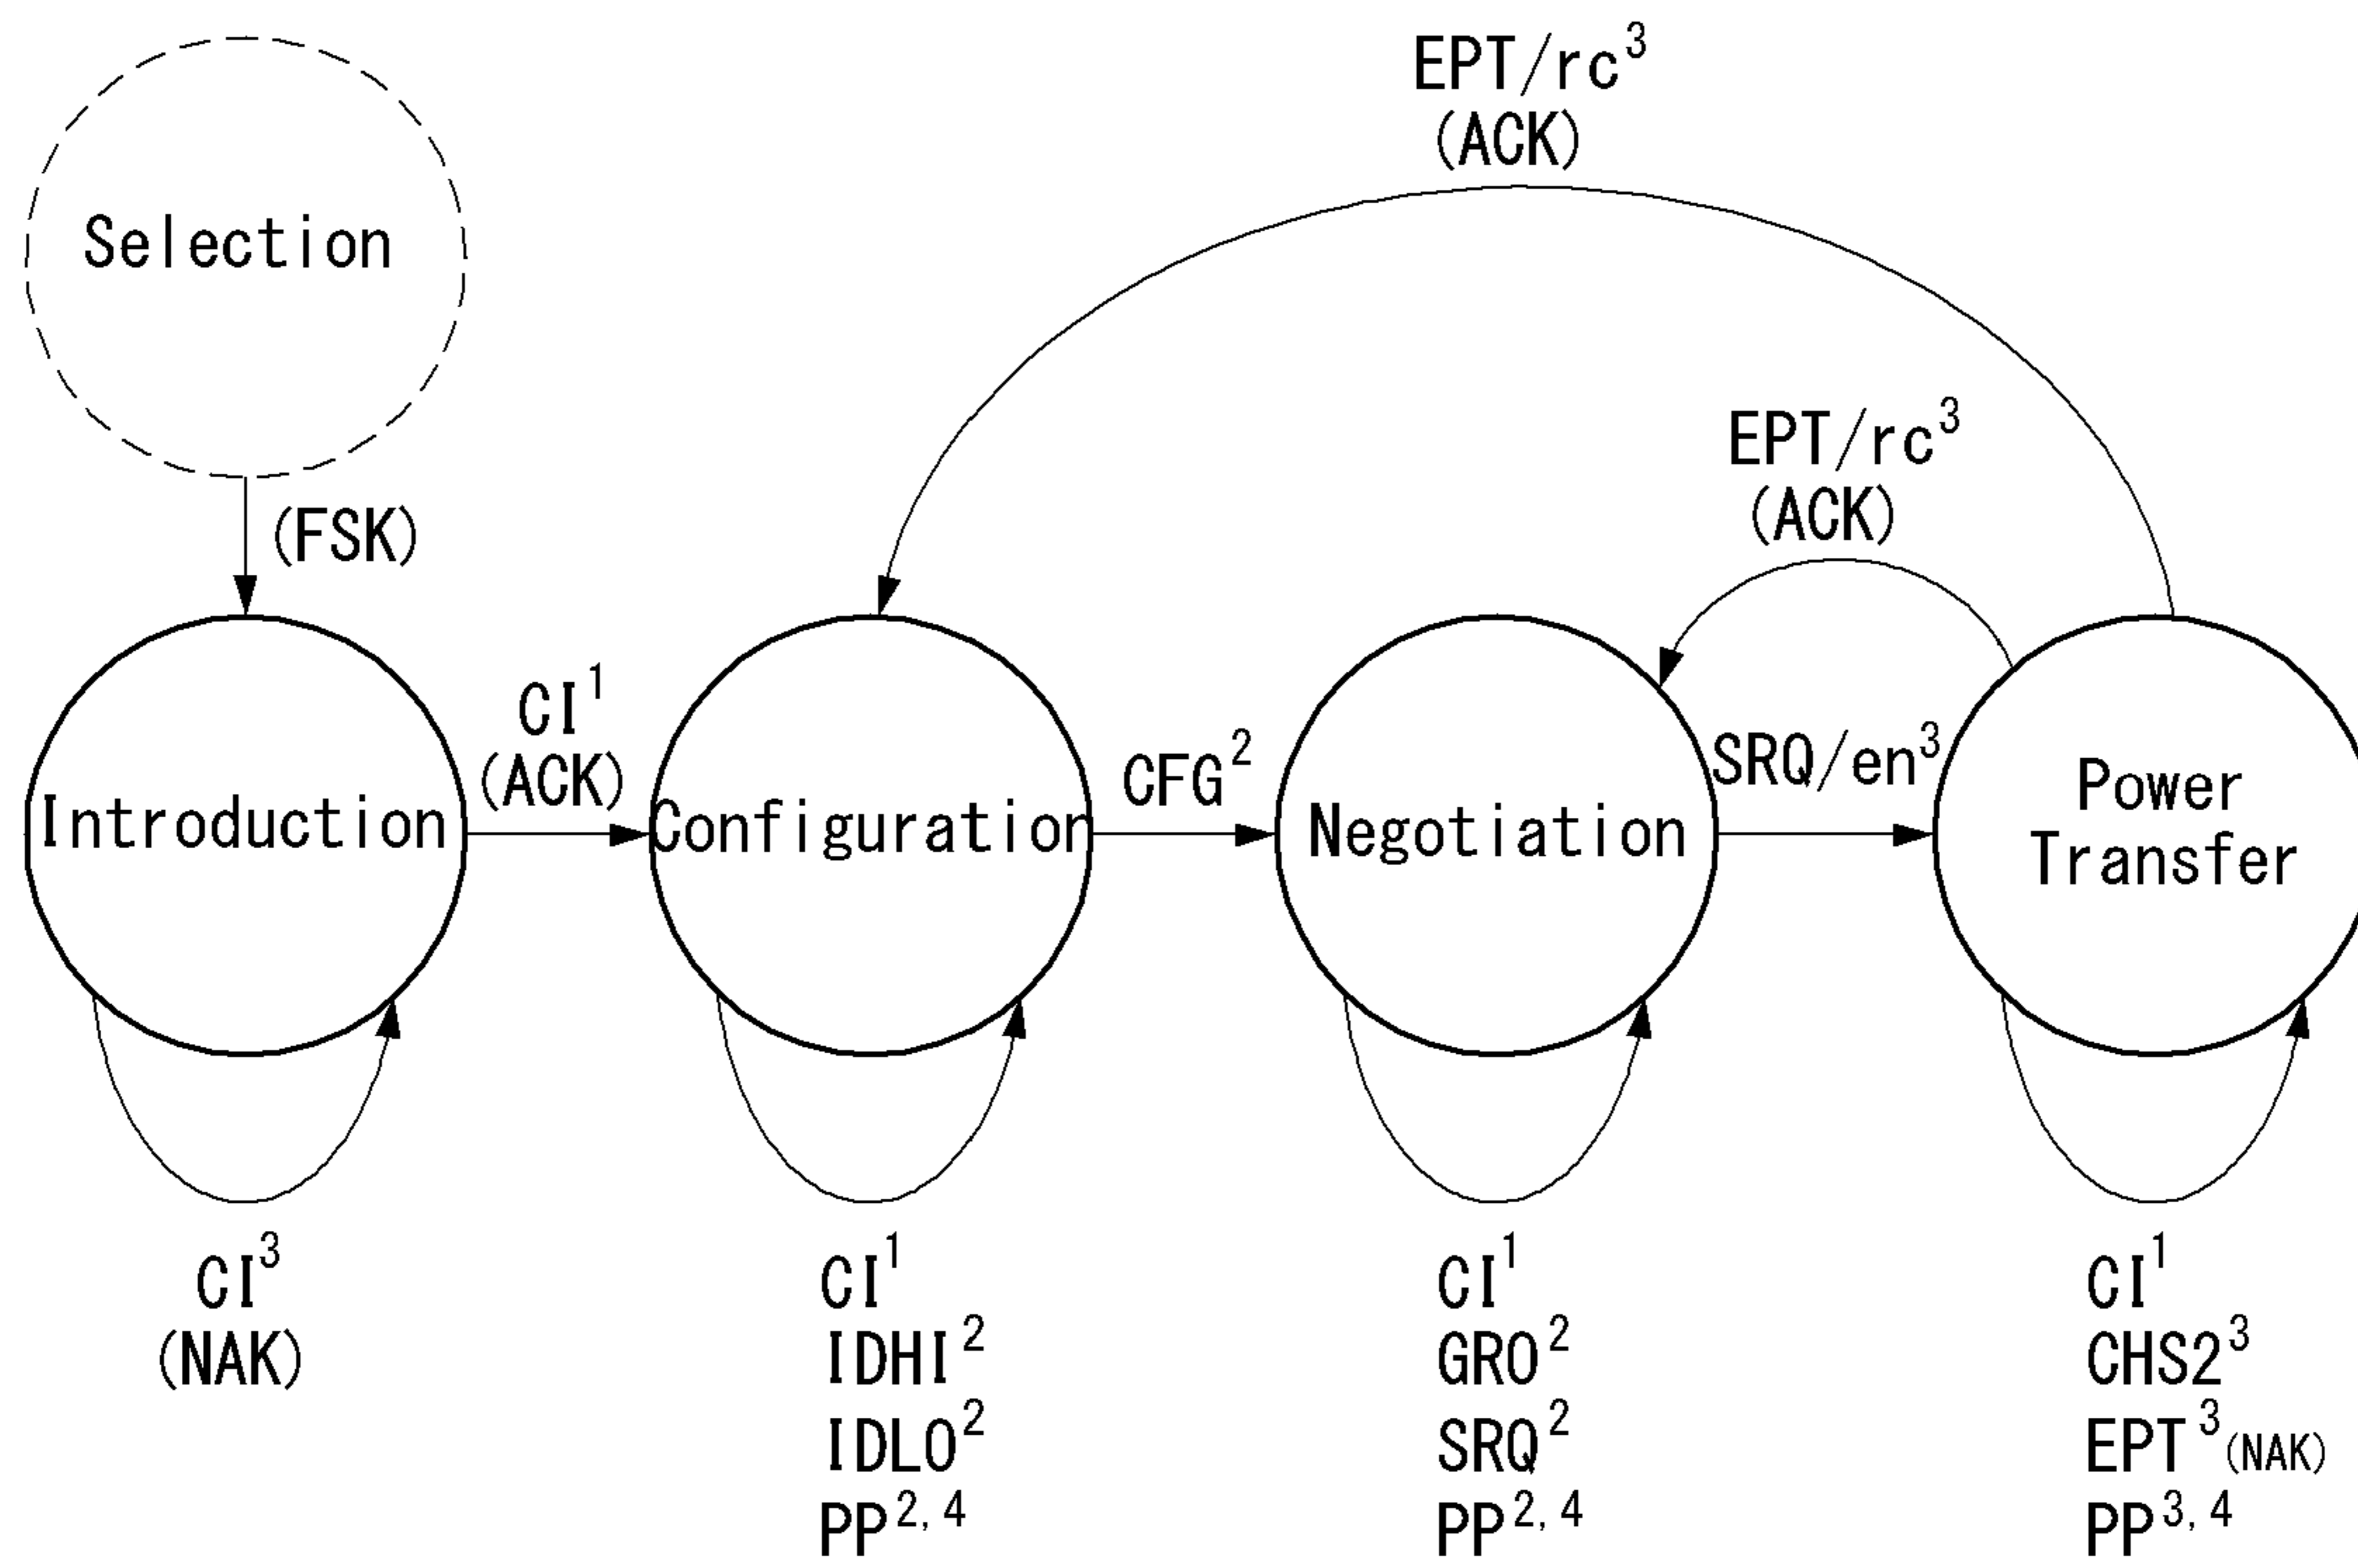 EPT/rc³
(ACK)
Selection
EPT/rc³
(ACK)
(FSK)
CI¹
(ACK)
CFG²
SRQ/en³
Introduction
Configuration
Negotiation
Power
Transfer
CI³
(NAK)
CI¹
IDHI²
IDLO²
PP²,⁴
CI¹
GRO²
SRQ²
PP²,⁴
CI¹
CHS2³
EPT³(NAK)
PP³,⁴